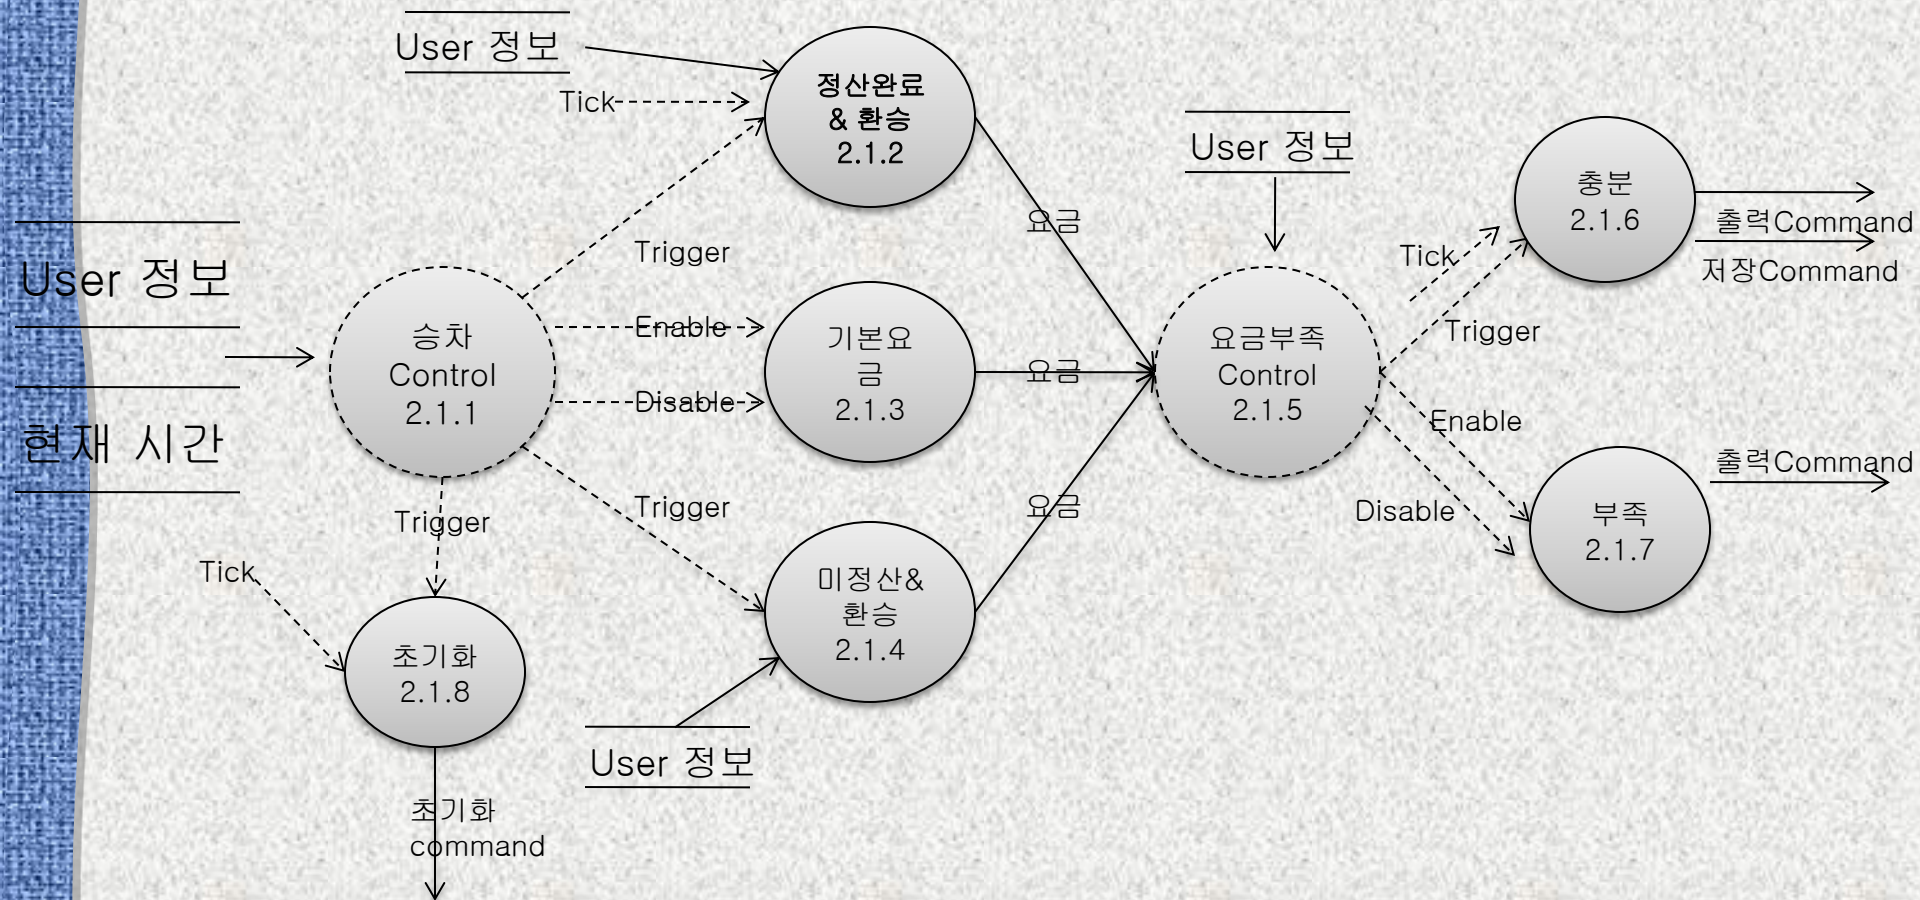 User 정보
Tick
정산완료
& 환승
2.1.2
User 정보
충분
2.1.6
출력Command
저장Command
요금
Tick
Trigger
Trigger
User 정보
현재 시간
승차
Control
2.1.1
Enable
Disable
기본요
금
2.1.3
요금
요금부족
Control
2.1.5
Enable
Disable
출력Command
부족
2.1.7
Trigger
Trigger
요금
Tick
미정산&
환승
2.1.4
초기화
2.1.8
User 정보
초기화
command